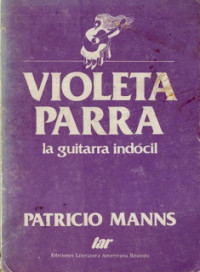 VIOLETA
PARRA
la guitarra indócil
PATRICIO MANNS
lar
Ediciones Literatura Americana Reunida